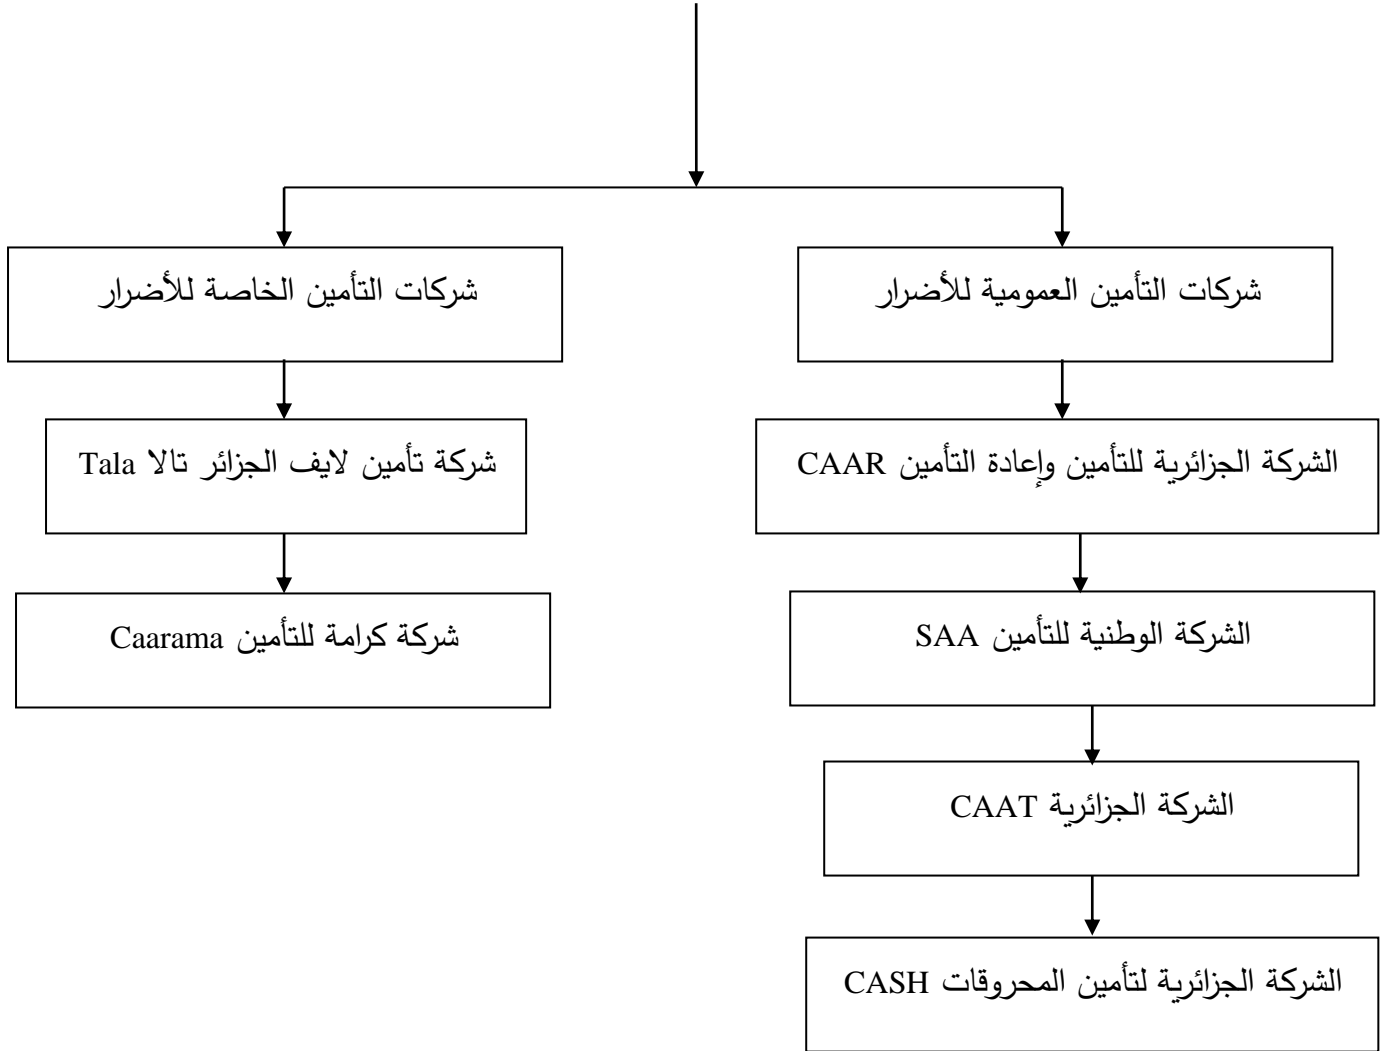 شركات التأمين العمومية للأضرار
شركات التأمين الخاصة للأضرار
الشركة الجزائرية للتأمين وإعادة التأمين CAAR
شركة تأمين لايف الجزائر تالا Tala
الشركة الوطنية للتأمين SAA
شركة كرامة للتأمين Caarama
الشركة الجزائرية CAAT
الشركة الجزائرية لتأمين المحروقات CASH